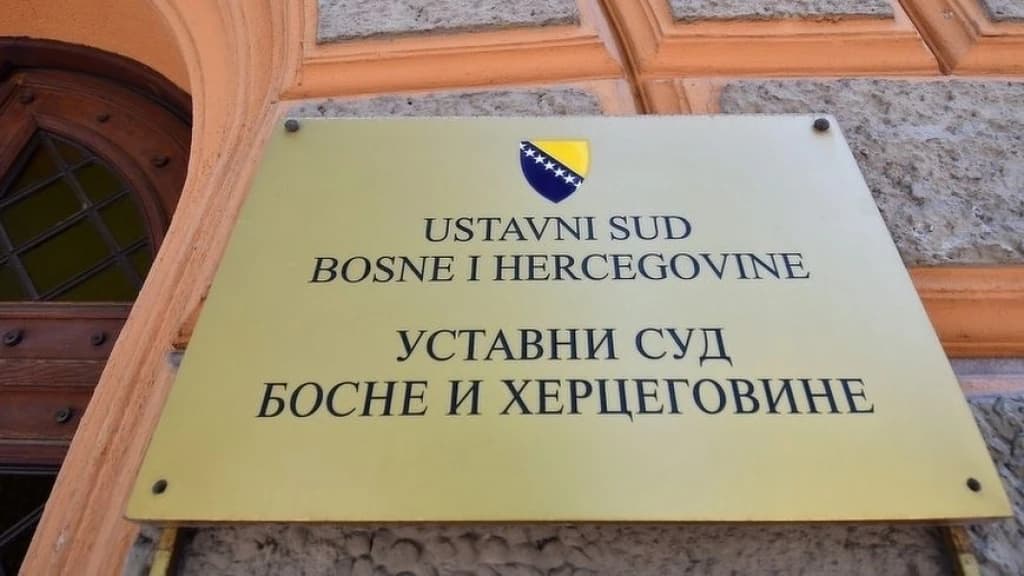 USTAVNI SUD
BOSNE I HERCEGOVINE
УСТАВНИ СУД
БОСНЕ И ХЕРЦЕГОВИНЕ